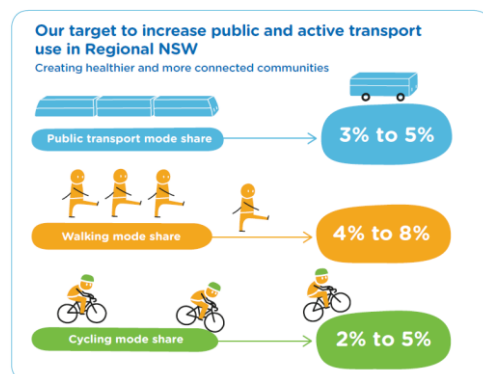 Our target to increase public and active transport
use in Regional NSW
Creating healthier and more connected communities
Public transport mode share
3% to 5%
Walking mode share
4% to 8%
Cycling mode share
2% to 5%